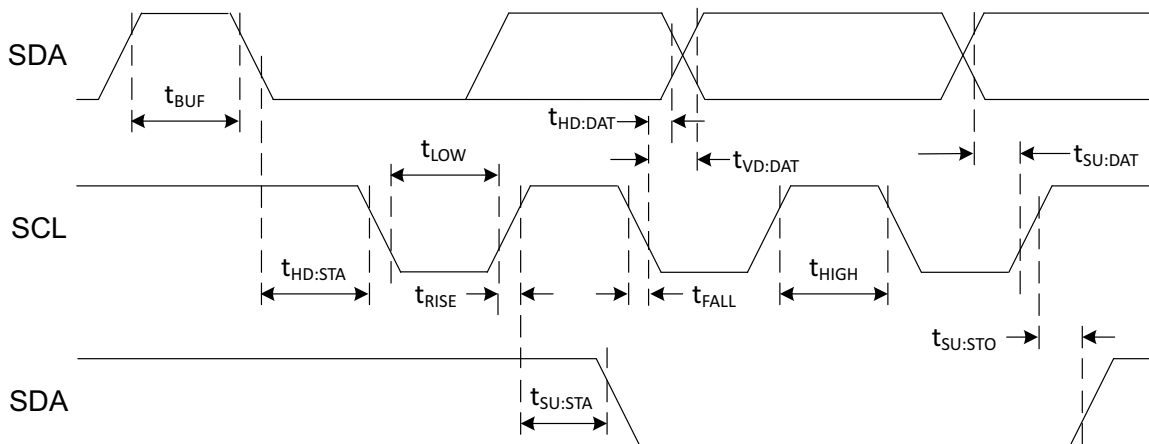 SDA
tBUF
tHD:DAT
tLOW
tVD:DAT
tSU:DAT
SCL
tHD:STA
tRISE
tFALL
tHIGH
tSU:STO
SDA
tSU:STA